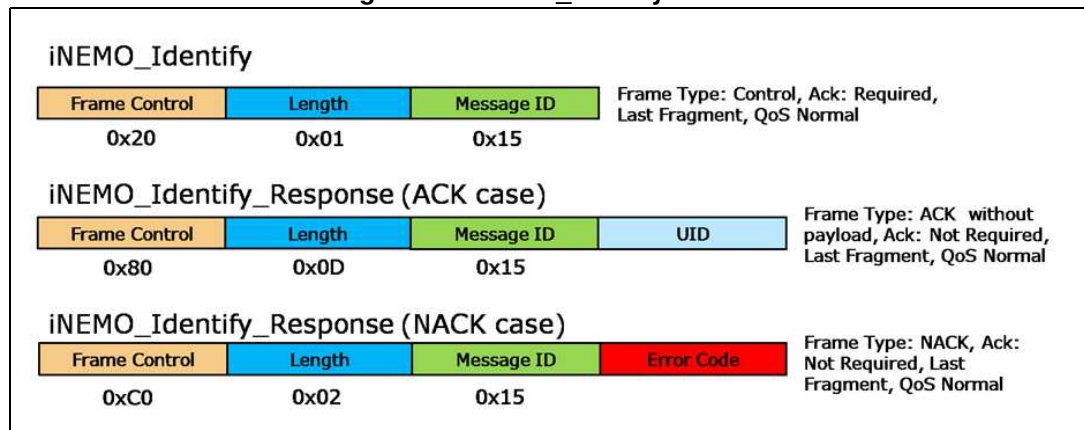 iNEMO_Identify
Frame Control Length Message ID
Frame Type: Control, Ack: Required,
Last Fragment, QoS Normal
0x20 0x01 0x15
iNEMO_Identify_Response (ACK case)
Frame Control Length Message ID UID
Frame Type: ACK without
payload, Ack: Not Required,
Last Fragment, QoS Normal
0x80 0x0D 0x15
iNEMO_Identify_Response (NACK case)
Frame Control Length Message ID Error Code
Frame Type: NACK, Ack:
Not Required, Last
Fragment, QoS Normal
0xC0 0x02 0x15